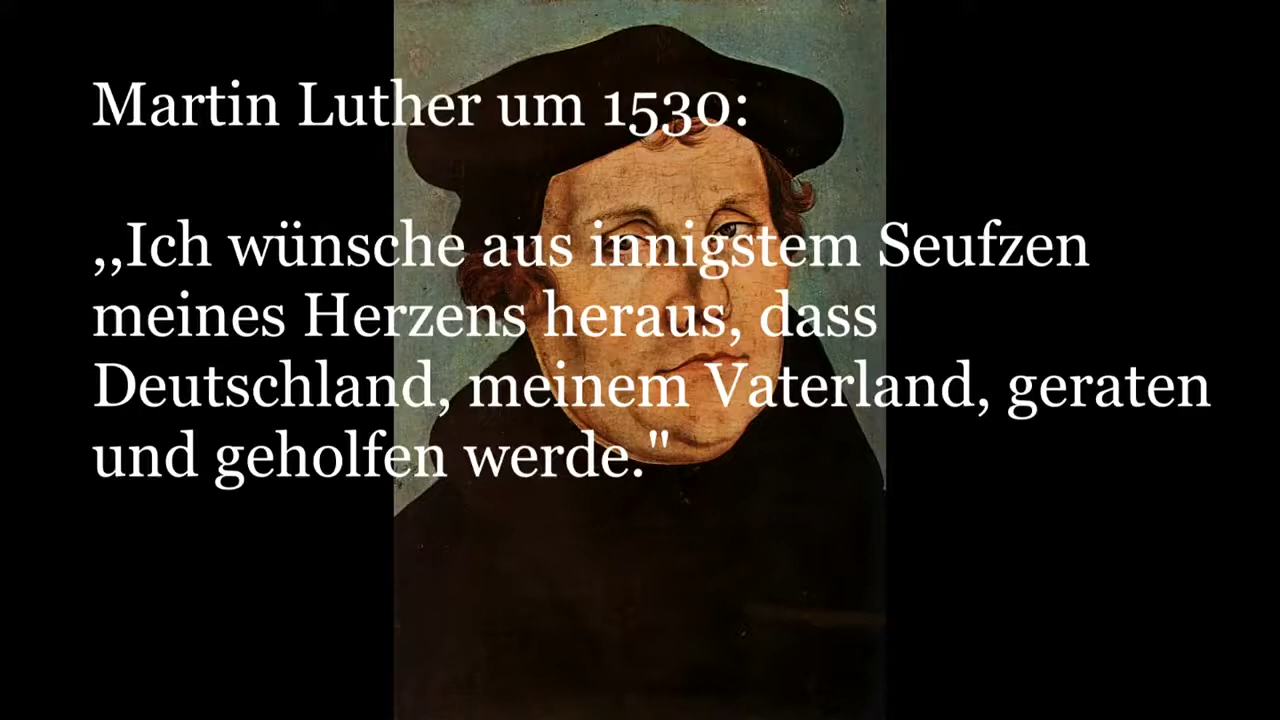 Martin Luther um 1530:
,,Ich wünsche aus innigstem Seufzen
meines Herzens heraus, dass
Deutschland, meinem Vaterland, geraten
und geholfen werde."